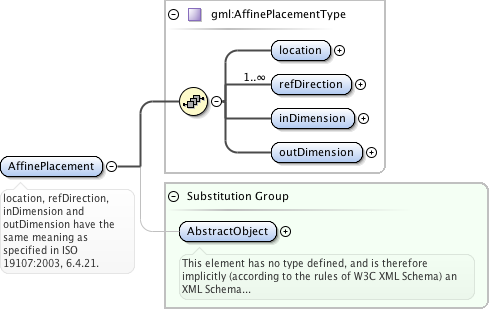 gml:AffinePlacementType
location
1..∞
refDirection
inDimension
outDimension
AffinePlacement
location, refDirection,
inDimension and
outDimension have the
same meaning as
specified in ISO
19107:2003, 6.4.21.
Substitution Group
AbstractObject
This element has no type defined, and is therefore
implicitly (according to the rules of W3C XML Schema) an
XML Schema...